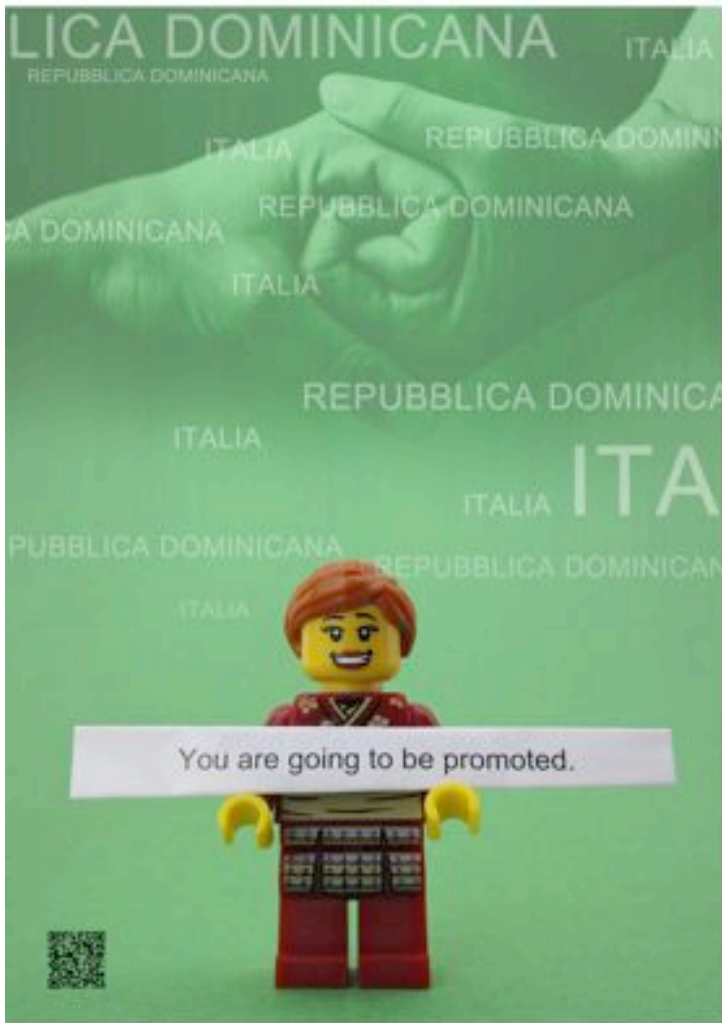 LICA DOMINICANA
ITALIA
REPUBBLICA DOMINICANA
REPUBBLICA DOMIN
ITALIA
REPUBBLICA DOMINICANA
A DOMINICANA
ITALIA
REPUBBLICA DOMINICA
ITALIA
ITA
ITALIA
PUBBLICA DOMINICANA
REPUBBLICA DOMINICAN
ITALIA
You are going to be promoted.